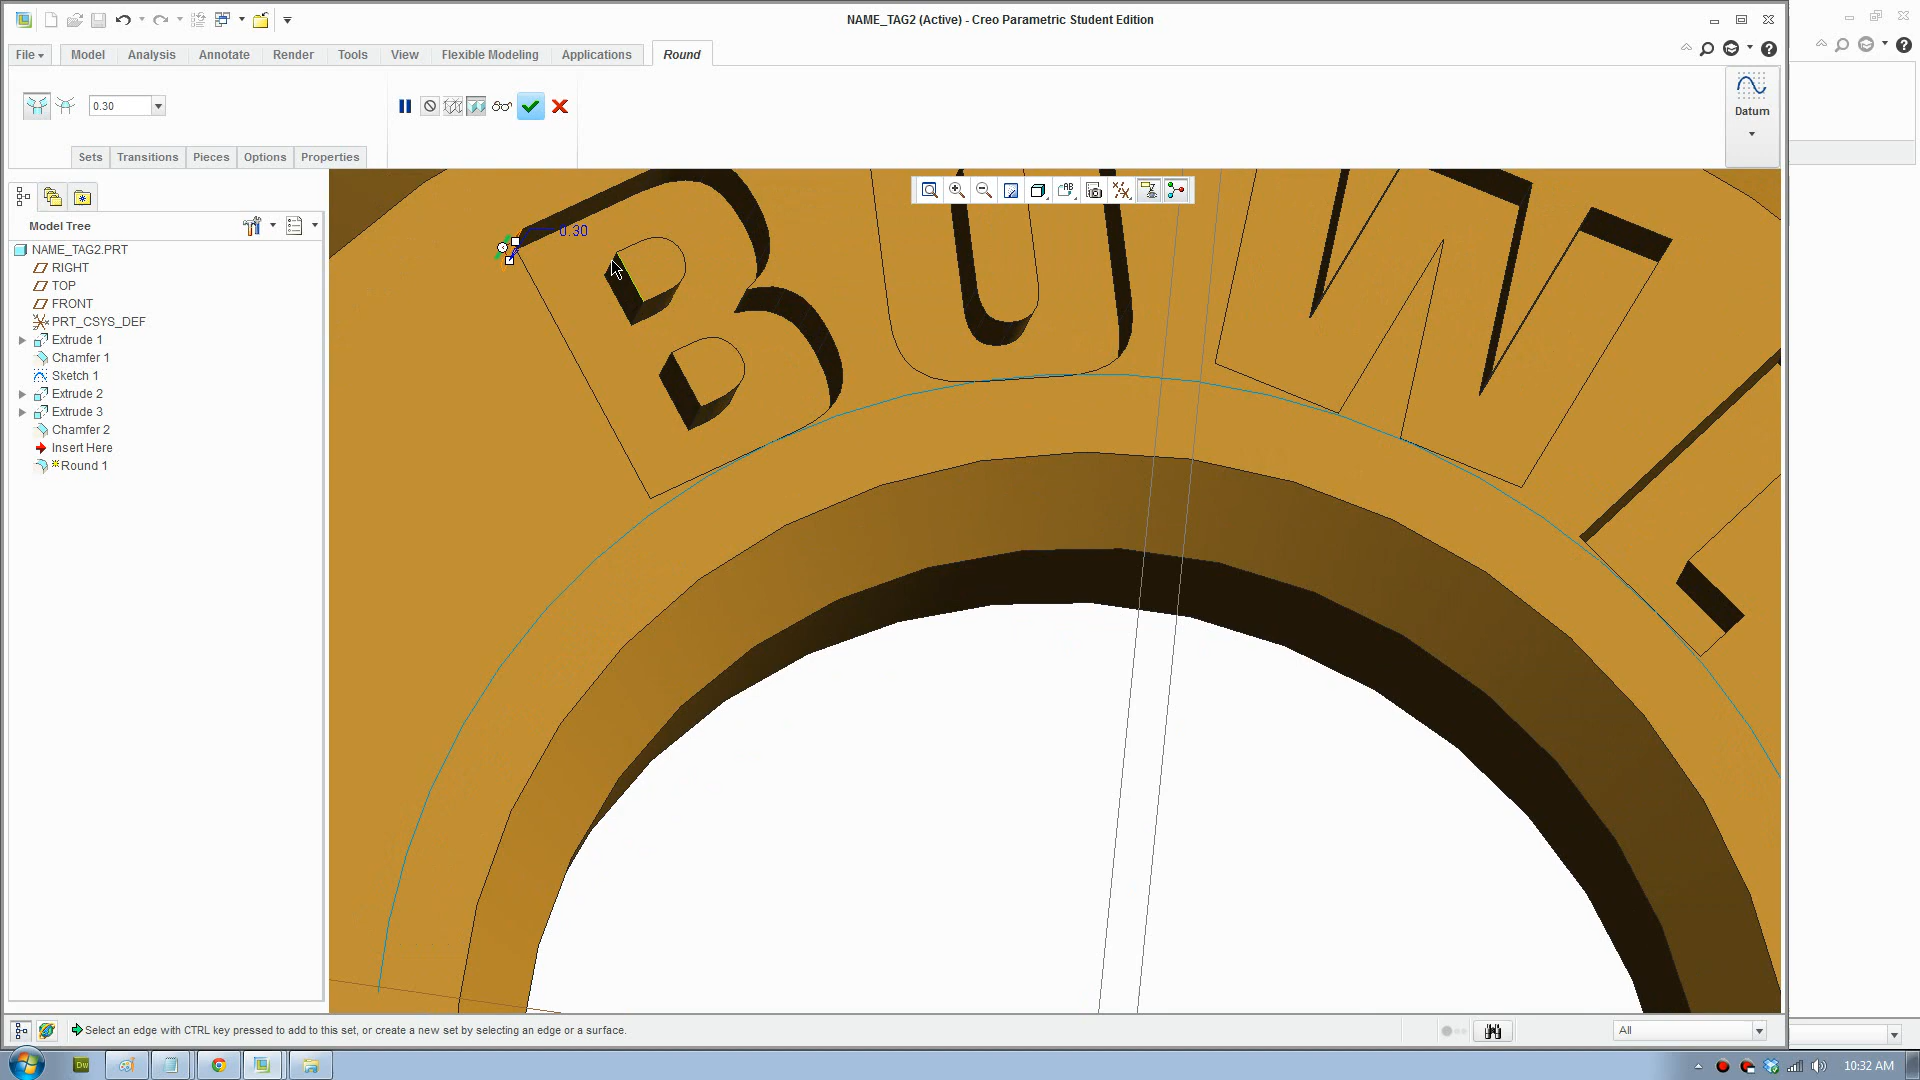 NAME_TAG2 (Active) - Creo Parametric Student Edition
File Model Analysis Annotate Render Tools View Flexible Modeling Applications Round
0.30
Datum
Sets Transitions Pieces Options Properties
Model Tree
NAME_TAG2.PRT
RIGHT
TOP
FRONT
PRT_CSYS_DEF
Extrude 1
Chamfer 1
Sketch 1
Extrude 2
Extrude 3
Chamfer 2
Insert Here
Round 1
0.30
B U W L
Select an edge with CTRL key pressed to add to this set, or create a new set by selecting an edge or a surface.
All
Dw
10:32 AM